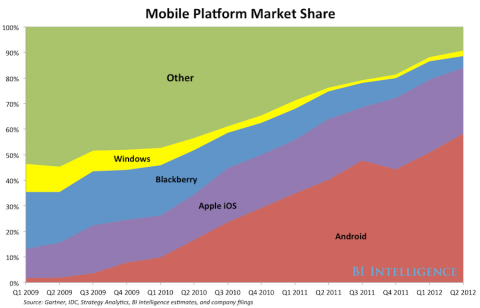 Mobile Platform Market Share
100%
90%
80%
70%
60%
50%
40%
30%
20%
10%
0%
Other
Windows
Blackberry
Apple iOS
Android
BI INTELLIGENCE
Q1 2009 Q2 2009 Q3 2009 Q4 2009 Q1 2010 Q2 2010 Q3 2010 Q4 2010 Q1 2011 Q2 2011 Q3 2011 Q4 2011 Q1 2012 Q2 2012
Source: Gartner, IDC, Strategy Analytics, BI Intelligence estimates, and company filings